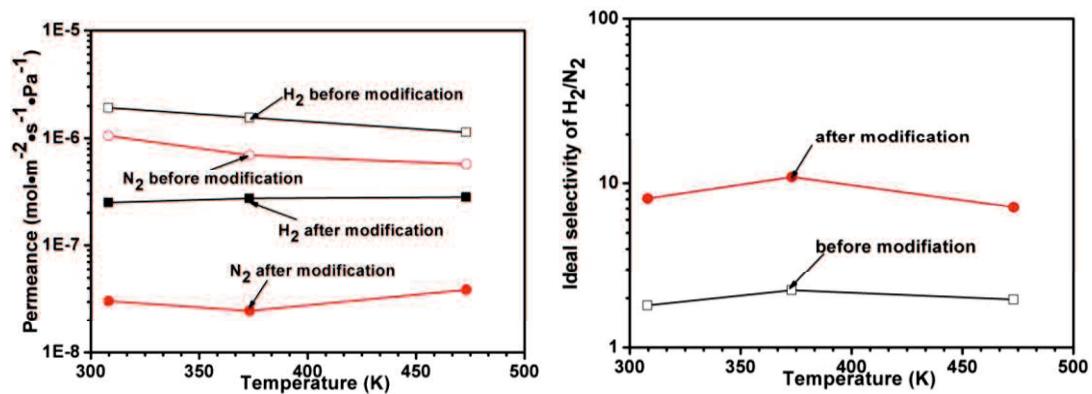 Permeance (mol•m⁻²•s⁻¹•Pa⁻¹)
1E-5
1E-6
1E-7
1E-8
H₂ before modification
N₂ before modification
H₂ after modification
N₂ after modification
300 350 400 450 500
Temperature (K)
Ideal selectivity of H₂/N₂
100
10
1
after modification
before modifiation
300 350 400 450 500
Temperature (K)